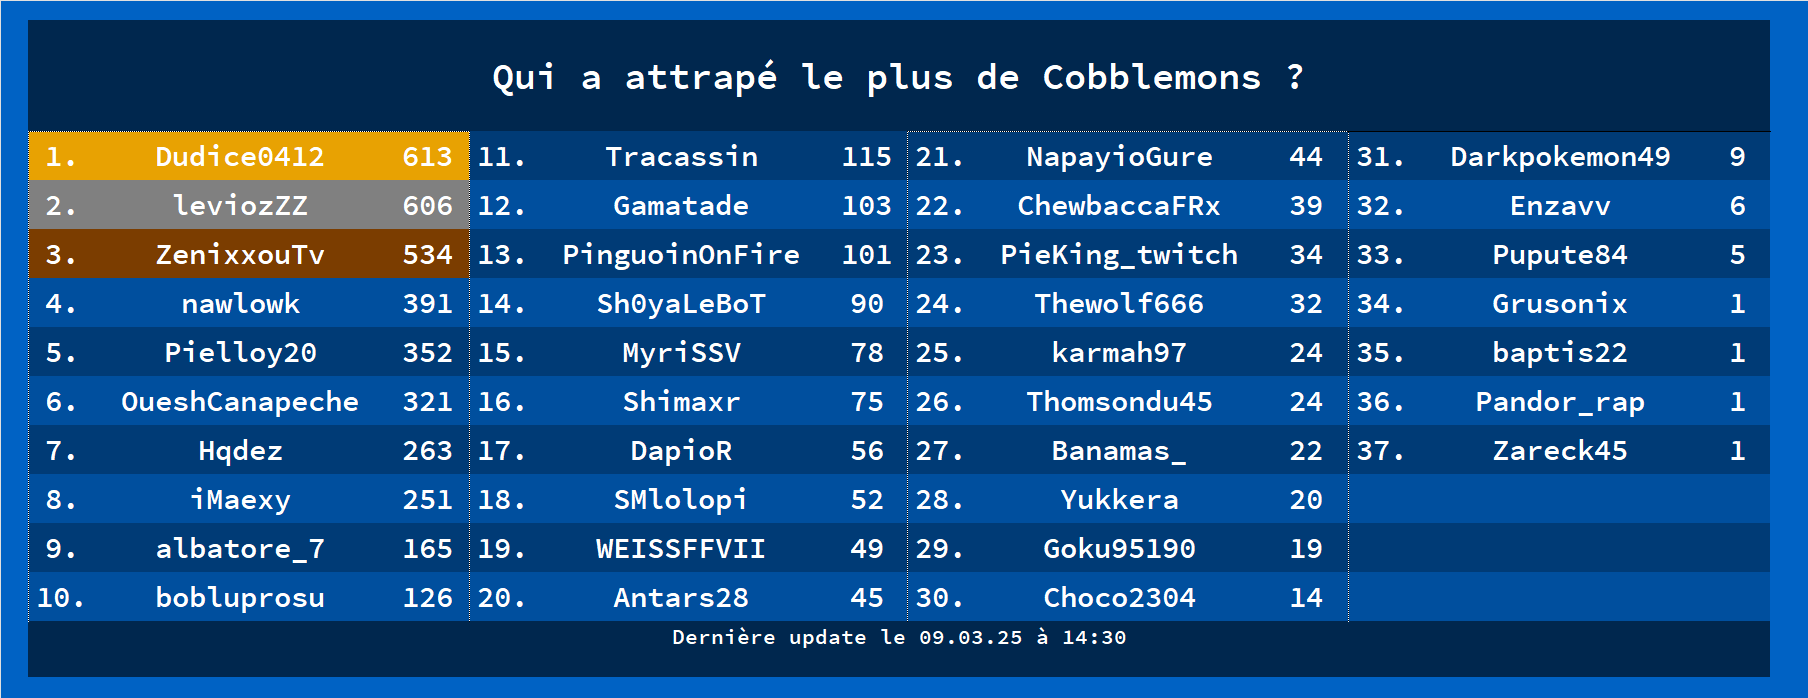 Qui a attrapé le plus de Cobblemons ?
1. Dudice0412 613 11. Tracassin 115 21. NapayioGure 44 31. Darkpokemon49 9
2. leviozZZ 606 12. Gamatade 103 22. ChewbaccaFRx 39 32. Enzavv 6
3. ZenixxouTv 534 13. PinguoinOnFire 101 23. PieKing_twitch 34 33. Pupute84 5
4. nawlowk 391 14. Sh0yaLeBoT 90 24. Thewolf666 32 34. Grusonix 1
5. Pielloy20 352 15. MyriSSV 78 25. karmah97 24 35. baptis22 1
6. OueshCanapeche 321 16. Shimaxr 75 26. Thomsondu45 24 36. Pandor_rap 1
7. Hqdez 263 17. DapioR 56 27. Banamas_ 22 37. Zareck45 1
8. iMaexy 251 18. SMlolopi 52 28. Yukkera 20
9. albatore_7 165 19. WEISSFFVII 49 29. Goku95190 19
10. bobluprosu 126 20. Antars28 45 30. Choco2304 14
Dernière update le 09.03.25 à 14:30